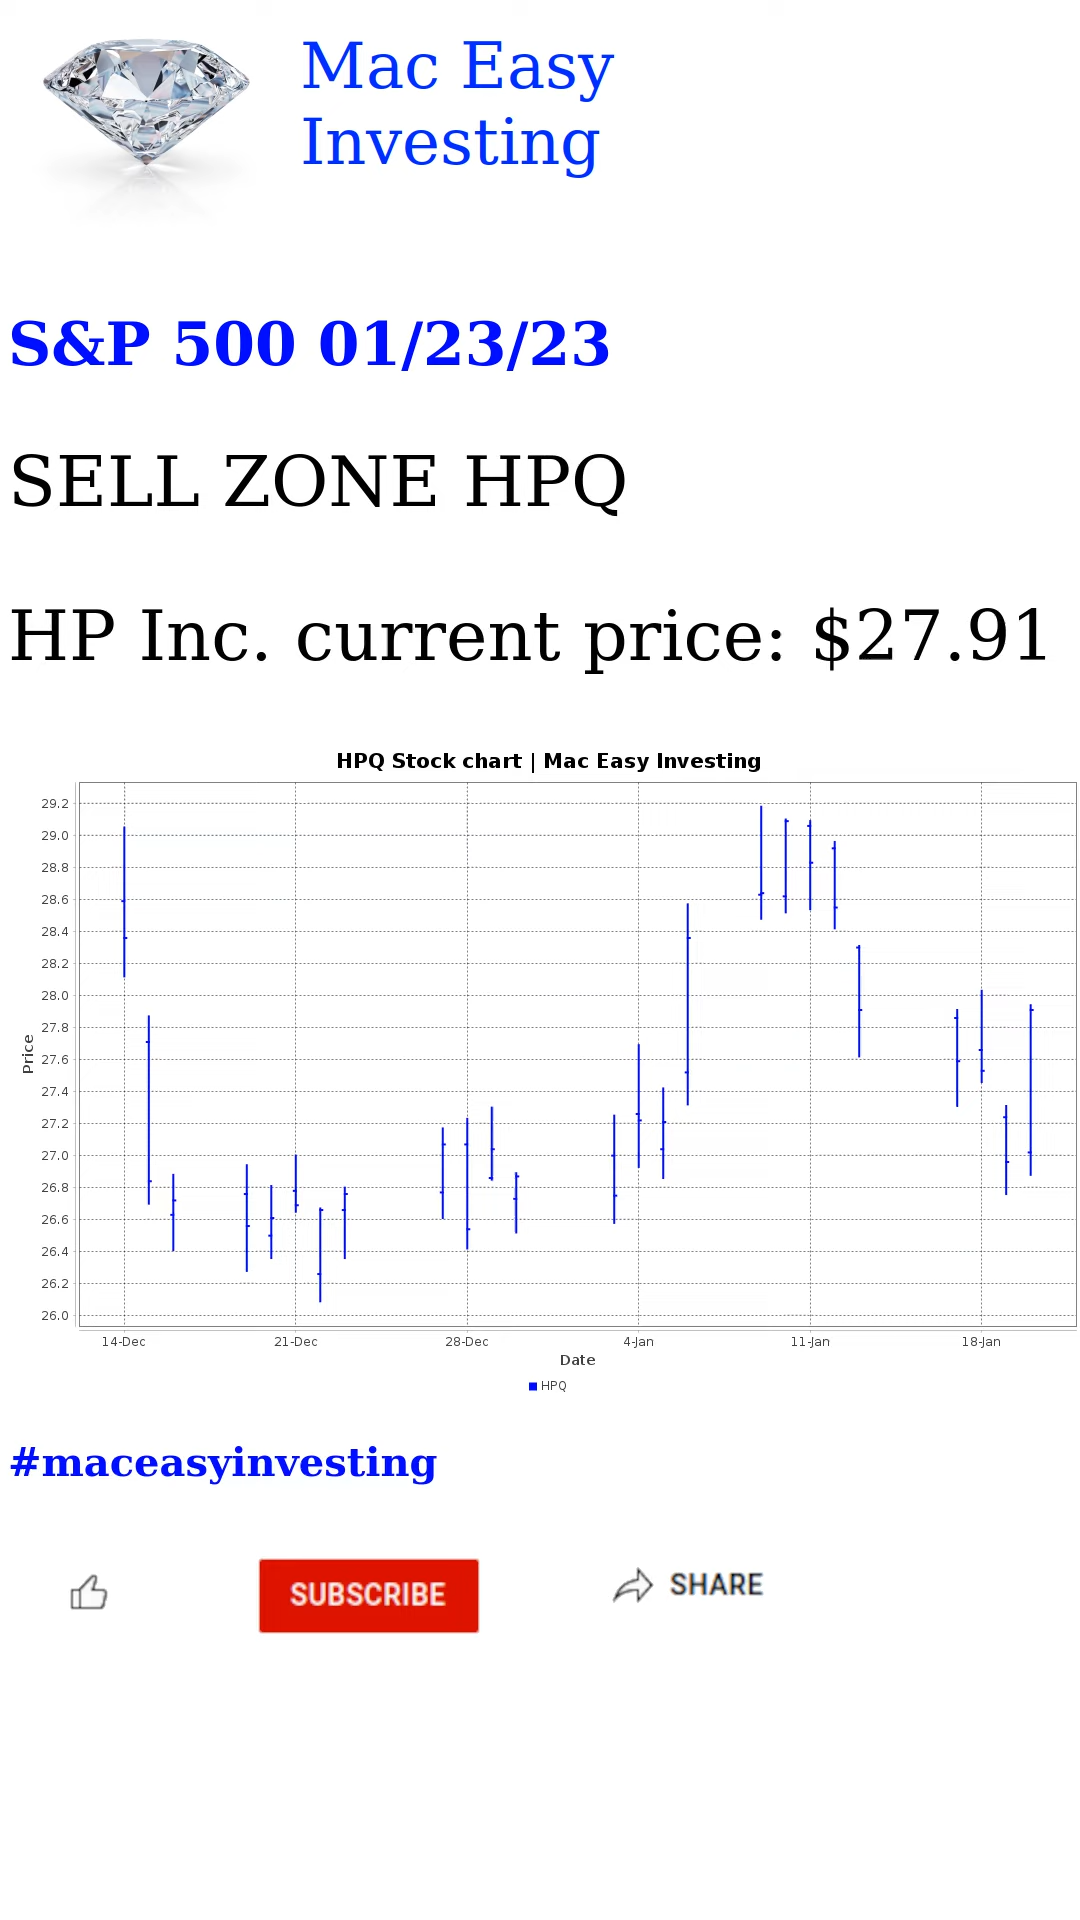 Mac Easy
Investing
S&P 500 01/23/23
SELL ZONE HPQ
HP Inc. current price: $27.91
HPQ Stock chart | Mac Easy Investing
29.2
29.0
28.8
28.6
28.4
28.2
28.0
27.8
27.6
27.4
27.2
27.0
26.8
26.6
26.4
26.2
26.0
Price
14-Dec 21-Dec 28-Dec 4-Jan 11-Jan 18-Jan
Date
HPQ
#maceasyinvesting
SUBSCRIBE SHARE